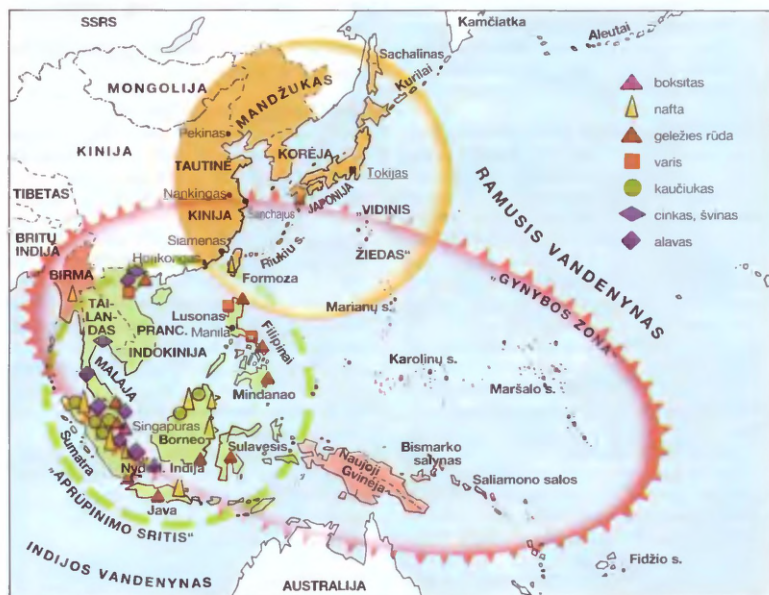 SSRS
Kamčiatka
Aleutai
Sachalinas
Kurilai
MONGOLIJA
MANDŽUKAS
Pekinas
KORĖJA
KINIJA
TAUTINĖ
Tokijas
JAPONIJA
Nankingas
Šanchajus
KINIJA
TIBETAS
„VIDINIS
ŽIEDAS“
BRITŲ
INDIJA
Siamenas
Honkongas
Riukiu s.
Formoza
BIRMA
TAI-
LAN-
DAS
PRANC.
INDOKINIJA
Lusonas
Manila
Filipinai
Marianų s.
RAMUSIS VANDENYNAS
„GYNYBOS ZONA“
Karolinų s.
Maršalo s.
MALAJA
Mindanao
Singapūras
Borneo
Sumatra
Sulavesis
Nyderl. Indija
Java
Naujoji
Gvinėja
Bismarko
salynas
Saliamono salos
„APRŪPINIMO SRITIS“
INDIJOS VANDENYNAS
AUSTRALIJA
Fidžio s.
boksitas
nafta
geležies rūda
varis
kaučiukas
cinkas, švinas
alavas